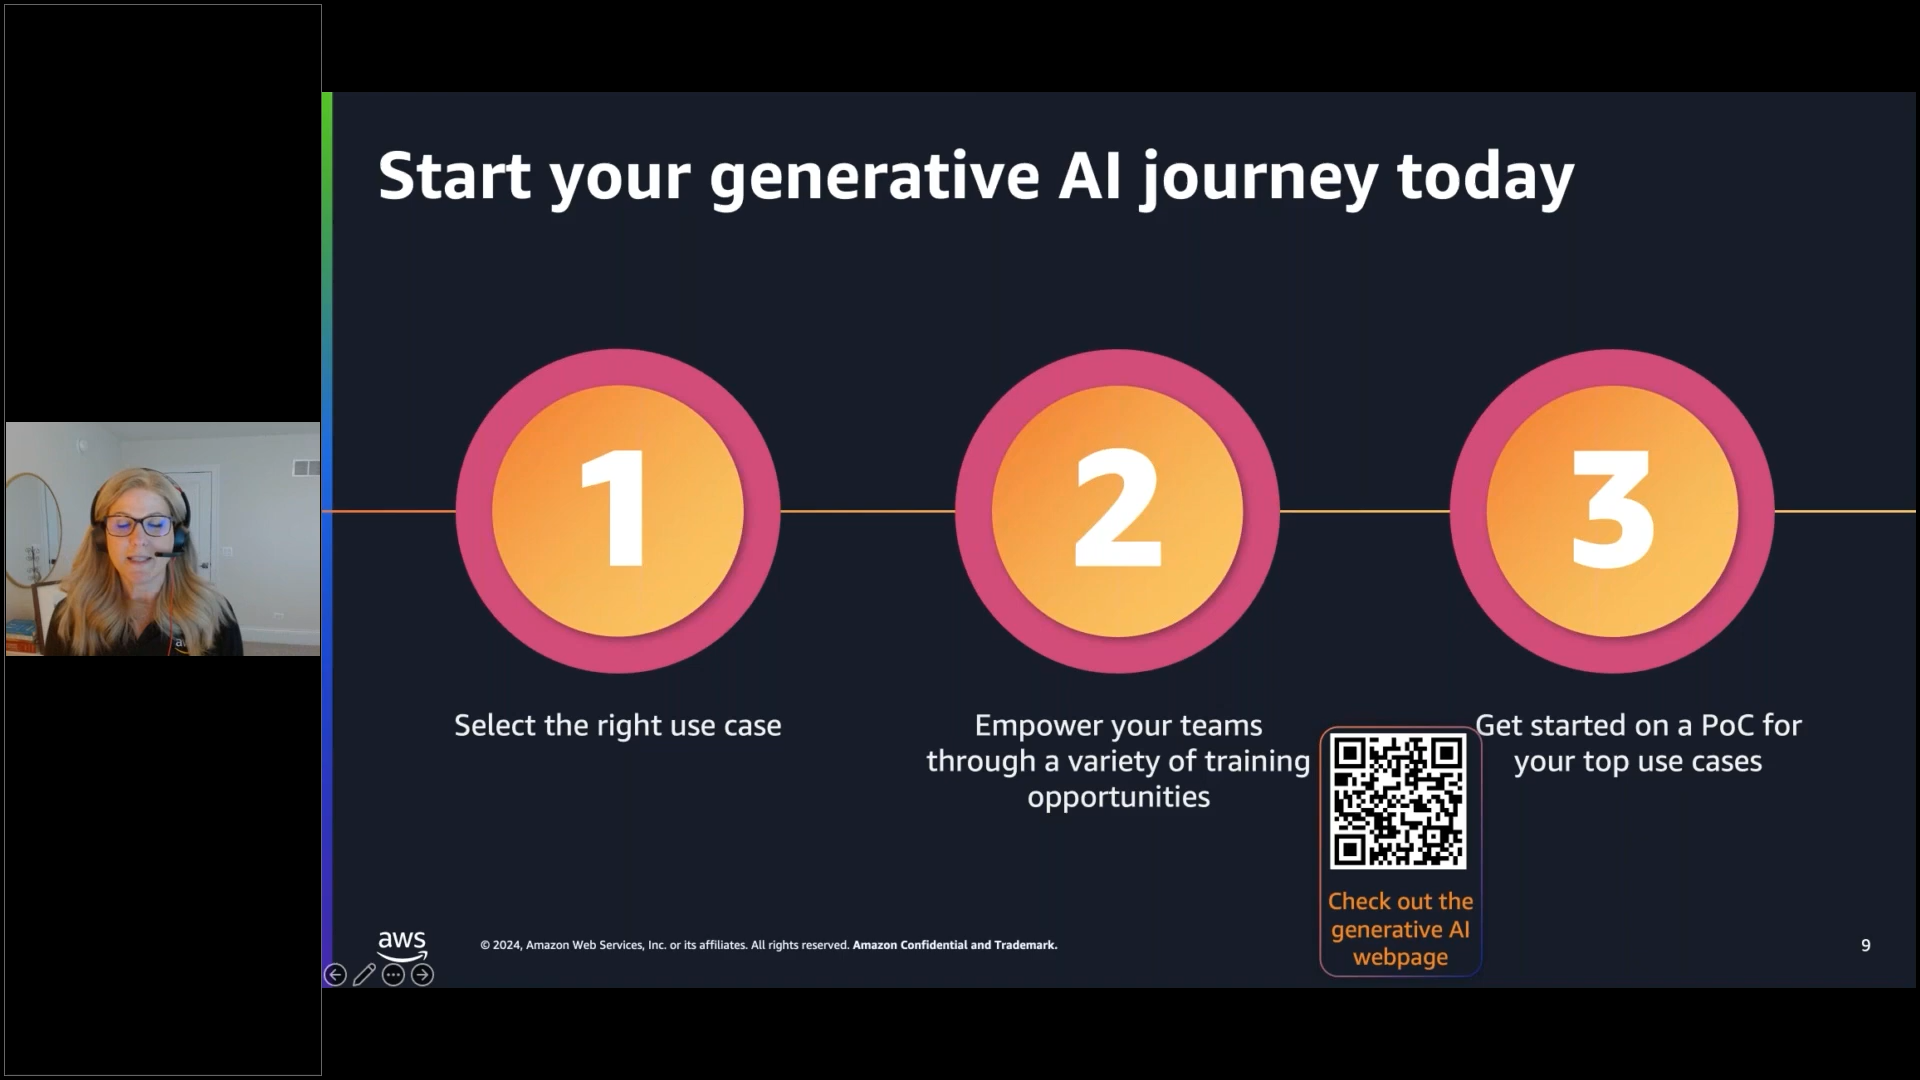 Start your generative AI journey today
1
2
3
Select the right use case
Empower your teams
through a variety of training
opportunities
Get started on a PoC for
your top use cases
Check out the
generative AI
webpage
aws
© 2024, Amazon Web Services, Inc. or its affiliates. All rights reserved. Amazon Confidential and Trademark.
9